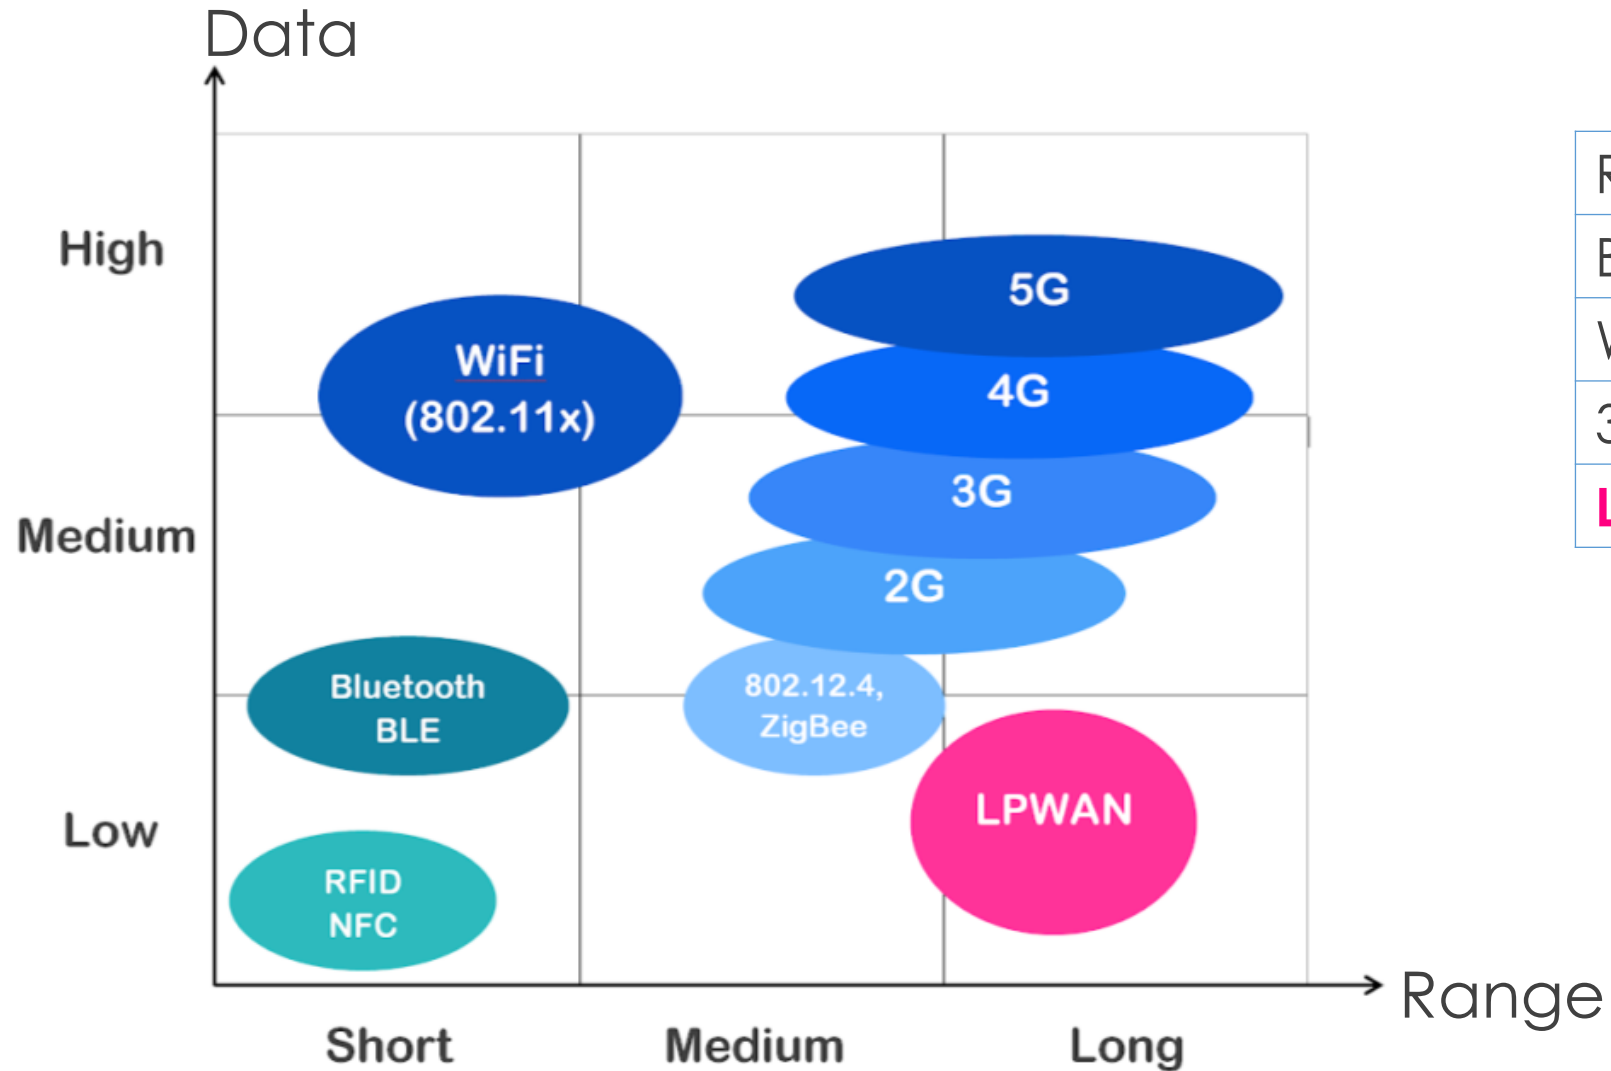 Data
High
Medium
Low
WiFi
(802.11x)
5G
4G
3G
2G
Bluetooth
BLE
802.12.4,
ZigBee
LPWAN
RFID
NFC
Short
Medium
Long
Range